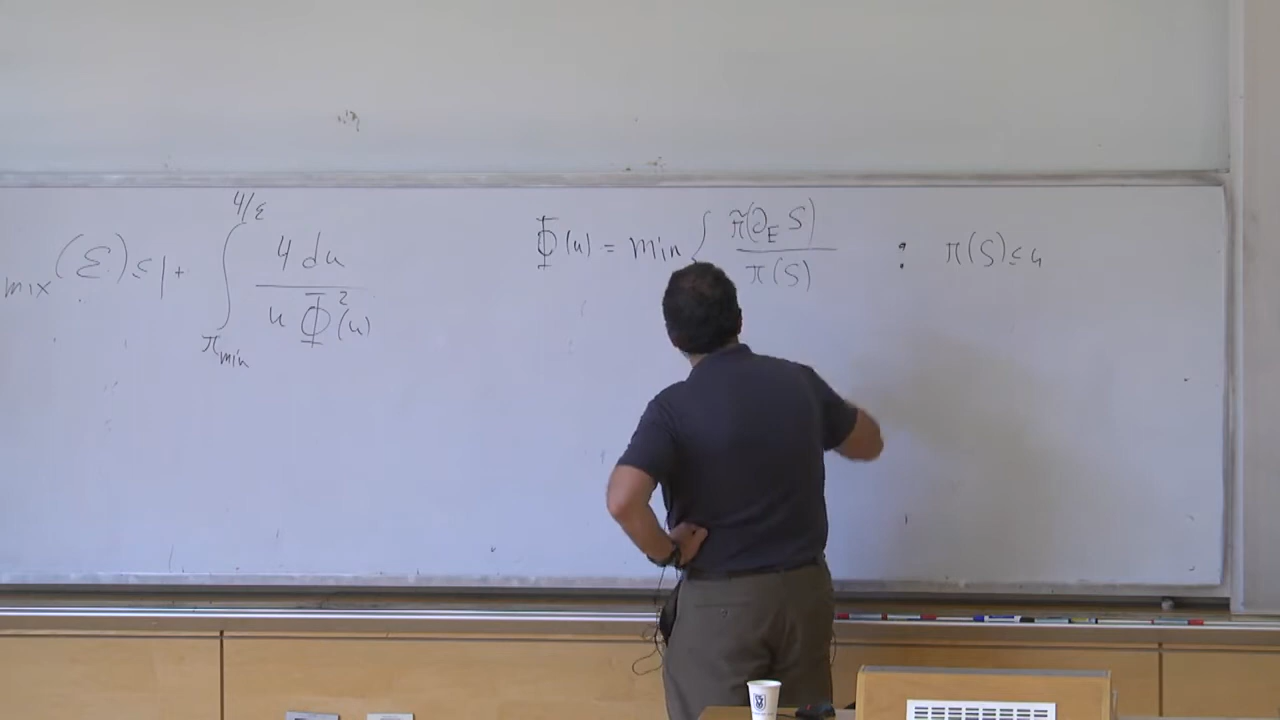 mix(ε) ≤ 1 + ∫_{π_min}^{4/ε} 4 du / (u Φ²(u))
Φ(u) = min { π̃(∂_E S) / π(S) : π(S) ≤ u